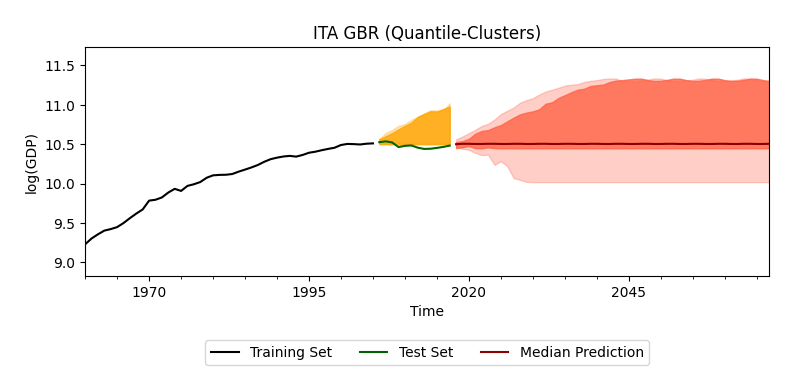 ITA GBR (Quantile-Clusters)
11.5
11.0
10.5
10.0
9.5
9.0
log(GDP)
1970 1995 2020 2045
Time
Training Set Test Set Median Prediction